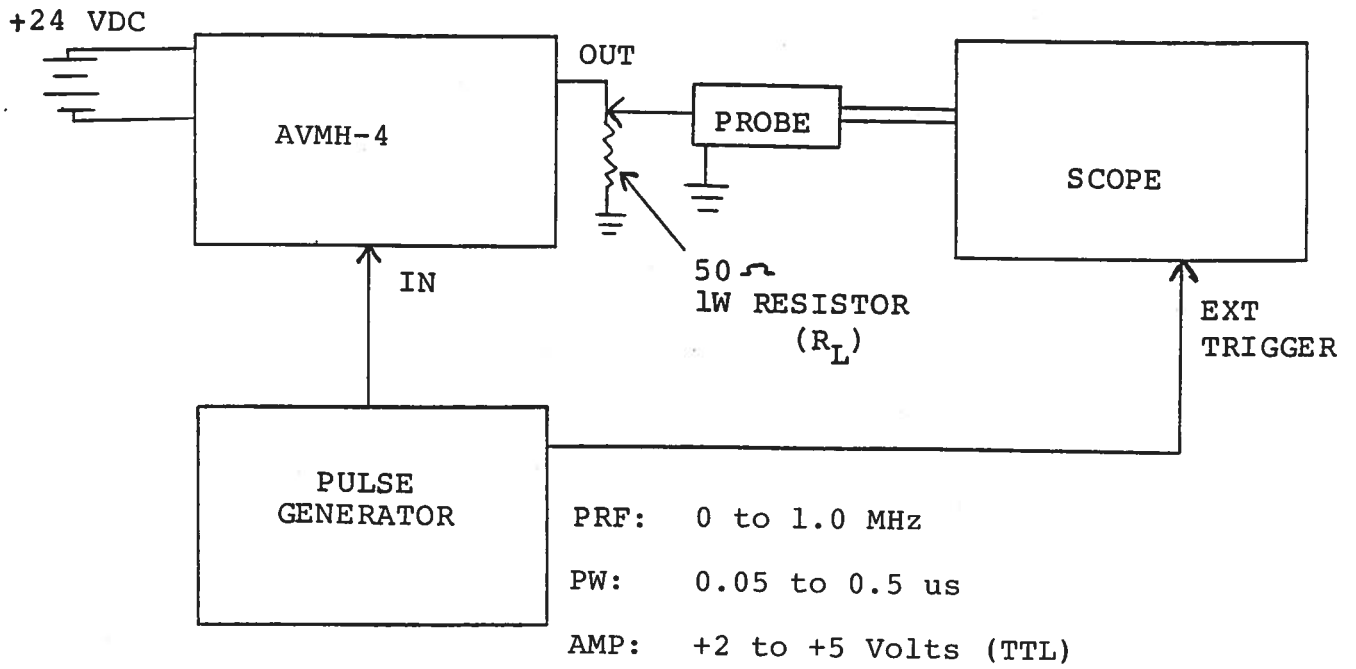 +24 VDC
AVMH-4
OUT
PROBE
SCOPE
IN
50 Ω
1W RESISTOR
(RL)
EXT
TRIGGER
PULSE
GENERATOR
PRF: 0 to 1.0 MHz
PW: 0.05 to 0.5 us
AMP: +2 to +5 Volts (TTL)